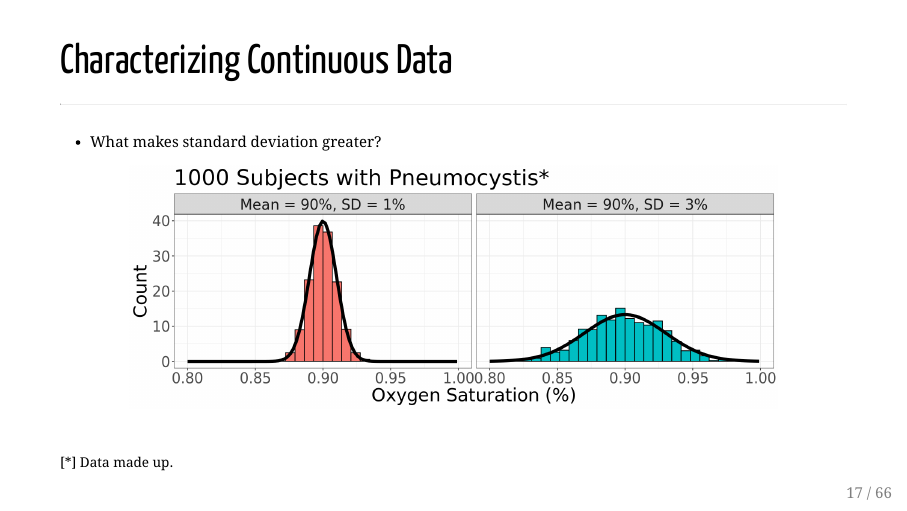 Characterizing Continuous Data
• What makes standard deviation greater?
1000 Subjects with Pneumocystis*
Mean = 90%, SD = 1%
Mean = 90%, SD = 3%
Count
40
30
20
10
0
0.80 0.85 0.90 0.95 1.00
0.80 0.85 0.90 0.95 1.00
Oxygen Saturation (%)
[*] Data made up.
17 / 66